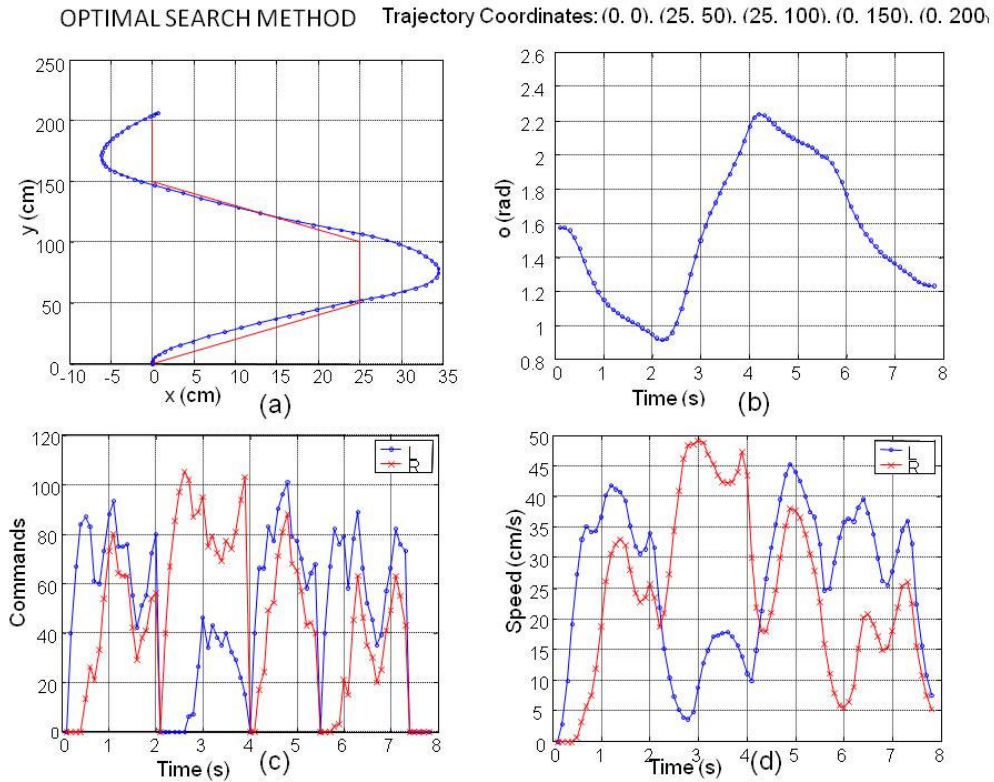 OPTIMAL SEARCH METHOD
Trajectory Coordinates: (0, 0), (25, 50), (25, 100), (0, 150), (0, 200)
250
200
150
100
50
0
y (cm)
-10 -5 0 5 10 15 20 25 30 35
x (cm)
(a)
2.6
2.4
2.2
2
1.8
1.6
1.4
1.2
1
0.8
o (rad)
0 1 2 3 4 5 6 7 8
Time (s)
(b)
120
100
80
60
40
20
0
Commands
L
R
0 1 2 3 4 5 6 7 8
Time (s)
(c)
50
45
40
35
30
25
20
15
10
5
0
Speed (cm/s)
L
R
0 1 2 3 4 5 6 7 8
Time (s)
(d)